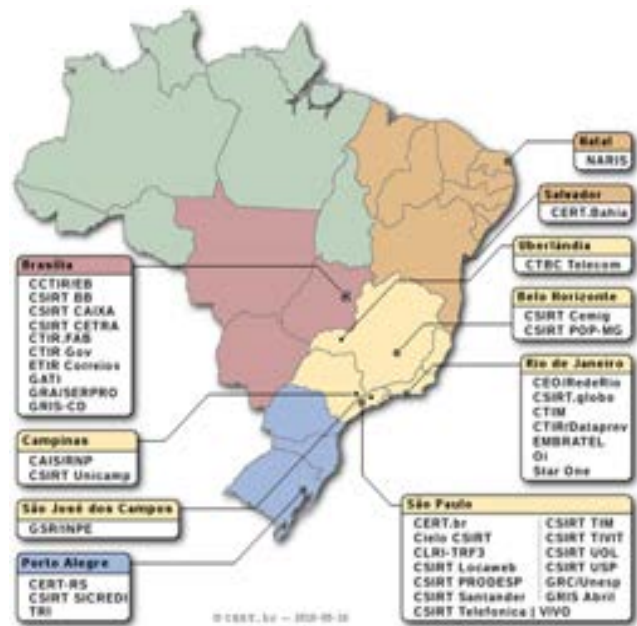 Natal
NARIS
Salvador
CERT.Bahia
Uberlândia
CTBC Telecom
Belo Horizonte
CSIRT Cemig
CSIRT POP-MG
Rio de Janeiro
CEO/RedeRio
CSIRT.globo
CTIM
CTIR/Dataprev
EMBRATEL
Oi
Star One
Brasília
CCTIR/EB
CSIRT BB
CSIRT CAIXA
CSIRT CETRA
CTIR.FAB
CTIR Gov
ETIR Correios
GATI
GRA/SERPRO
GRIS-CD
Campinas
CAIS/RNP
CSIRT Unicamp
São José dos Campos
GSR/INPE
Porto Alegre
CERT-RS
CSIRT SICREDI
TRI
São Paulo
CERT.br
Cielo CSIRT
CLRI-TRF3
CSIRT Locaweb
CSIRT PRODESP
CSIRT Santander
CSIRT Telefonica | VIVO
CSIRT TIM
CSIRT TIVIT
CSIRT UOL
CSIRT USP
GRC/Unesp
GRIS Abril
© CERT.br